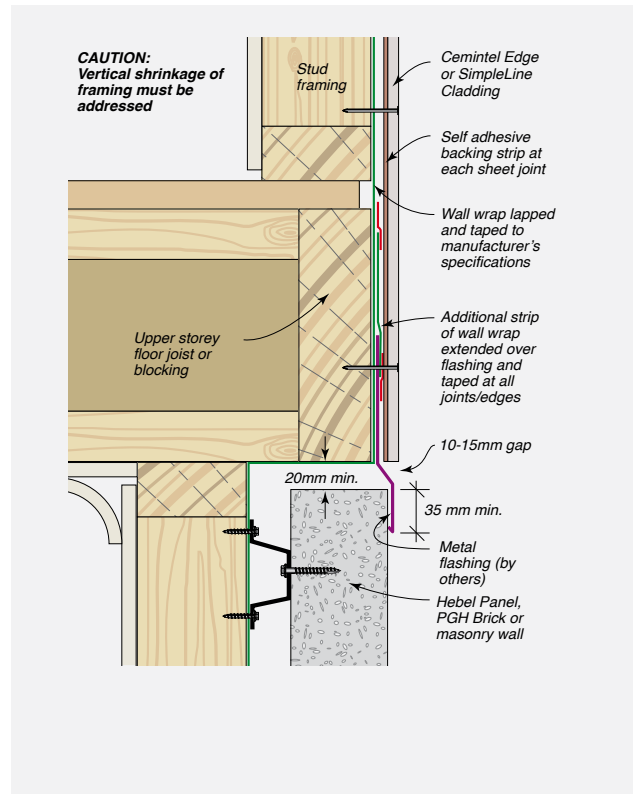 CAUTION:
Vertical shrinkage of
framing must be
addressed
Stud
framing
Cemintel Edge
or SimpleLine
Cladding
Self adhesive
backing strip at
each sheet joint
Wall wrap lapped
and taped to
manufacturer's
specifications
Additional strip
of wall wrap
extended over
flashing and
taped at all
joints/edges
Upper storey
floor joist or
blocking
10-15mm gap
20mm min.
35 mm min.
Metal
flashing (by
others)
Hebel Panel,
PGH Brick or
masonry wall